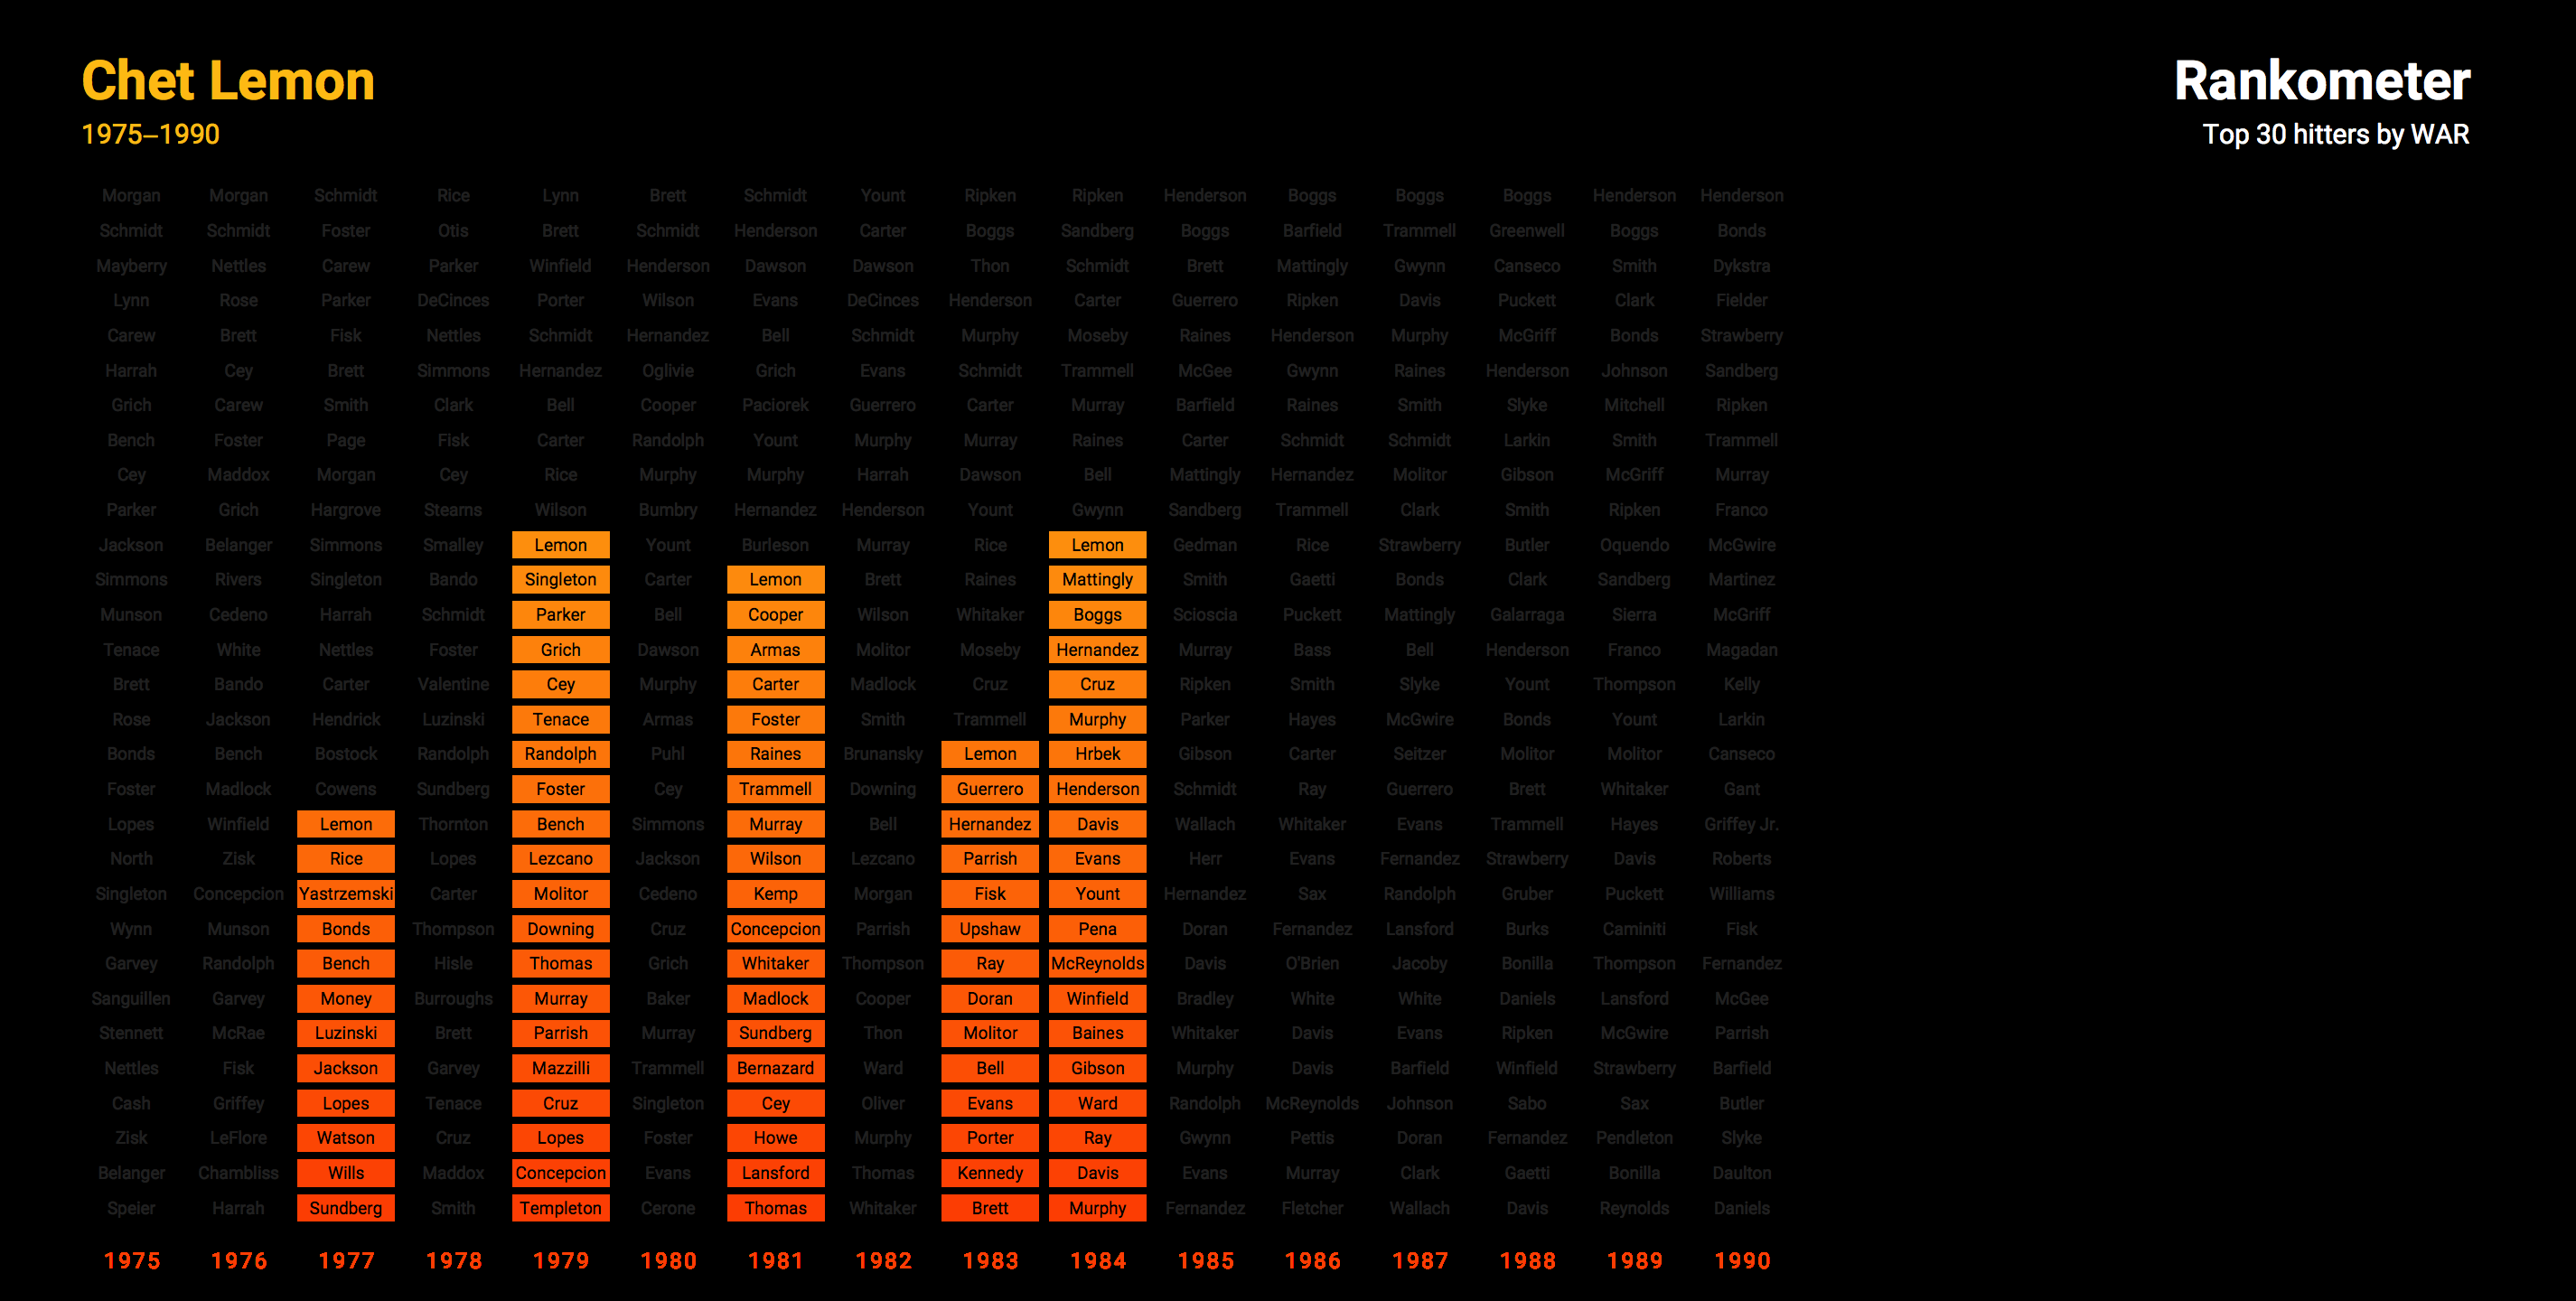 Chet Lemon
1975–1990
Rankometer
Top 30 hitters by WAR
Morgan Morgan Schmidt Rice Lynn Brett Schmidt Yount Ripken Ripken Henderson Boggs Boggs Boggs Henderson Henderson
Schmidt Schmidt Foster Otis Brett Schmidt Henderson Carter Boggs Sandberg Boggs Barfield Trammell Greenwell Boggs Bonds
Mayberry Nettles Carew Parker Winfield Henderson Dawson Dawson Thon Schmidt Brett Mattingly Gwynn Canseco Smith Dykstra
Lynn Rose Parker DeCinces Porter Wilson Evans DeCinces Henderson Carter Guerrero Ripken Davis Puckett Clark Fielder
Carew Brett Fisk Nettles Schmidt Hernandez Bell Schmidt Murphy Moseby Raines Henderson Murphy McGriff Bonds Strawberry
Harrah Cey Brett Simmons Hernandez Oglivie Grich Evans Schmidt Trammell McGee Gwynn Raines Henderson Johnson Sandberg
Grich Carew Smith Clark Bell Cooper Paciorek Guerrero Carter Murray Barfield Raines Smith Slyke Mitchell Ripken
Bench Foster Page Fisk Carter Randolph Yount Murphy Murray Raines Carter Schmidt Schmidt Larkin Smith Trammell
Cey Maddox Morgan Cey Rice Murphy Murphy Harrah Dawson Bell Mattingly Hernandez Molitor Gibson McGriff Murray
Parker Grich Hargrove Stearns Wilson Bumbry Hernandez Henderson Yount Gwynn Sandberg Trammell Clark Smith Ripken Franco
Jackson Belanger Simmons Smalley Lemon Yount Burleson Murray Rice Lemon Gedman Rice Strawberry Butler Oquendo McGwire
Simmons Rivers Singleton Bando Singleton Carter Lemon Brett Raines Mattingly Smith Gaetti Bonds Clark Sandberg Martinez
Munson Cedeno Harrah Schmidt Parker Bell Cooper Wilson Whitaker Boggs Scioscia Puckett Mattingly Galarraga Sierra McGriff
Tenace White Nettles Foster Grich Dawson Armas Molitor Moseby Hernandez Murray Bass Bell Henderson Franco Magadan
Brett Bando Carter Valentine Cey Murphy Carter Madlock Cruz Cruz Ripken Smith Slyke Yount Thompson Kelly
Rose Jackson Hendrick Luzinski Tenace Armas Foster Smith Trammell Murphy Parker Hayes McGwire Bonds Yount Larkin
Bonds Bench Bostock Randolph Randolph Puhl Raines Brunansky Lemon Hrbek Gibson Carter Seitzer Molitor Molitor Canseco
Foster Madlock Cowens Sundberg Foster Cey Trammell Downing Guerrero Henderson Schmidt Ray Guerrero Brett Whitaker Gant
Lopes Winfield Lemon Thornton Bench Simmons Murray Bell Hernandez Davis Wallach Whitaker Evans Trammell Hayes Griffey Jr.
North Zisk Rice Lopes Lezcano Jackson Wilson Lezcano Parrish Evans Herr Evans Fernandez Strawberry Davis Roberts
Singleton Concepcion Yastrzemski Carter Molitor Cedeno Kemp Morgan Fisk Yount Hernandez Sax Randolph Gruber Puckett Williams
Wynn Munson Bonds Thompson Downing Cruz Concepcion Parrish Upshaw Pena Doran Fernandez Lansford Burks Caminiti Fisk
Garvey Randolph Bench Hisle Thomas Grich Whitaker Thompson Ray McReynolds Davis O'Brien Jacoby Bonilla Thompson Fernandez
Sanguillen Garvey Money Burroughs Murray Baker Madlock Cooper Doran Winfield Bradley White White Daniels Lansford McGee
Stennett McRae Luzinski Brett Parrish Murray Sundberg Thon Molitor Baines Whitaker Davis Evans Ripken McGwire Parrish
Nettles Fisk Jackson Garvey Mazzilli Trammell Bernazard Ward Bell Gibson Murphy Davis Barfield Winfield Strawberry Barfield
Cash Griffey Lopes Tenace Cruz Singleton Cey Oliver Evans Ward Randolph McReynolds Johnson Sabo Sax Butler
Zisk LeFlore Watson Cruz Lopes Foster Howe Murphy Porter Ray Gwynn Pettis Doran Fernandez Pendleton Slyke
Belanger Chambliss Wills Maddox Concepcion Evans Lansford Thomas Kennedy Davis Evans Murray Clark Gaetti Bonilla Daulton
Speier Harrah Sundberg Smith Templeton Cerone Thomas Whitaker Brett Murphy Fernandez Fletcher Wallach Davis Reynolds Daniels
1975 1976 1977 1978 1979 1980 1981 1982 1983 1984 1985 1986 1987 1988 1989 1990